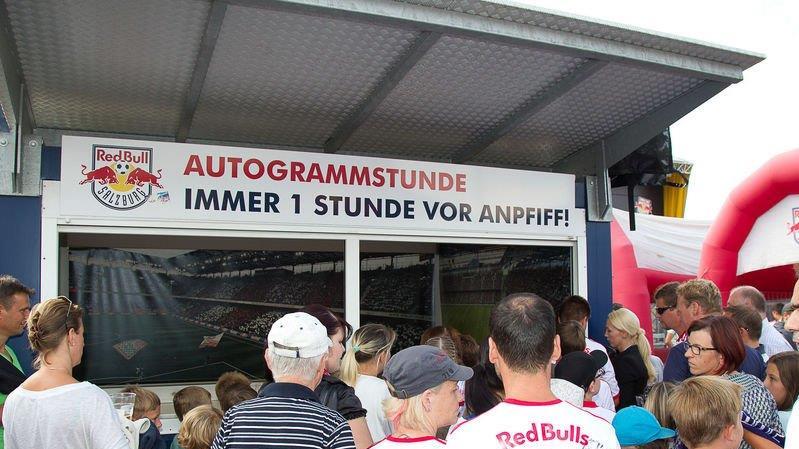 Red Bull
SALZBURG
AUTOGRAMMSTUNDE
IMMER 1 STUNDE VOR ANPFIFF!
Red Bulls